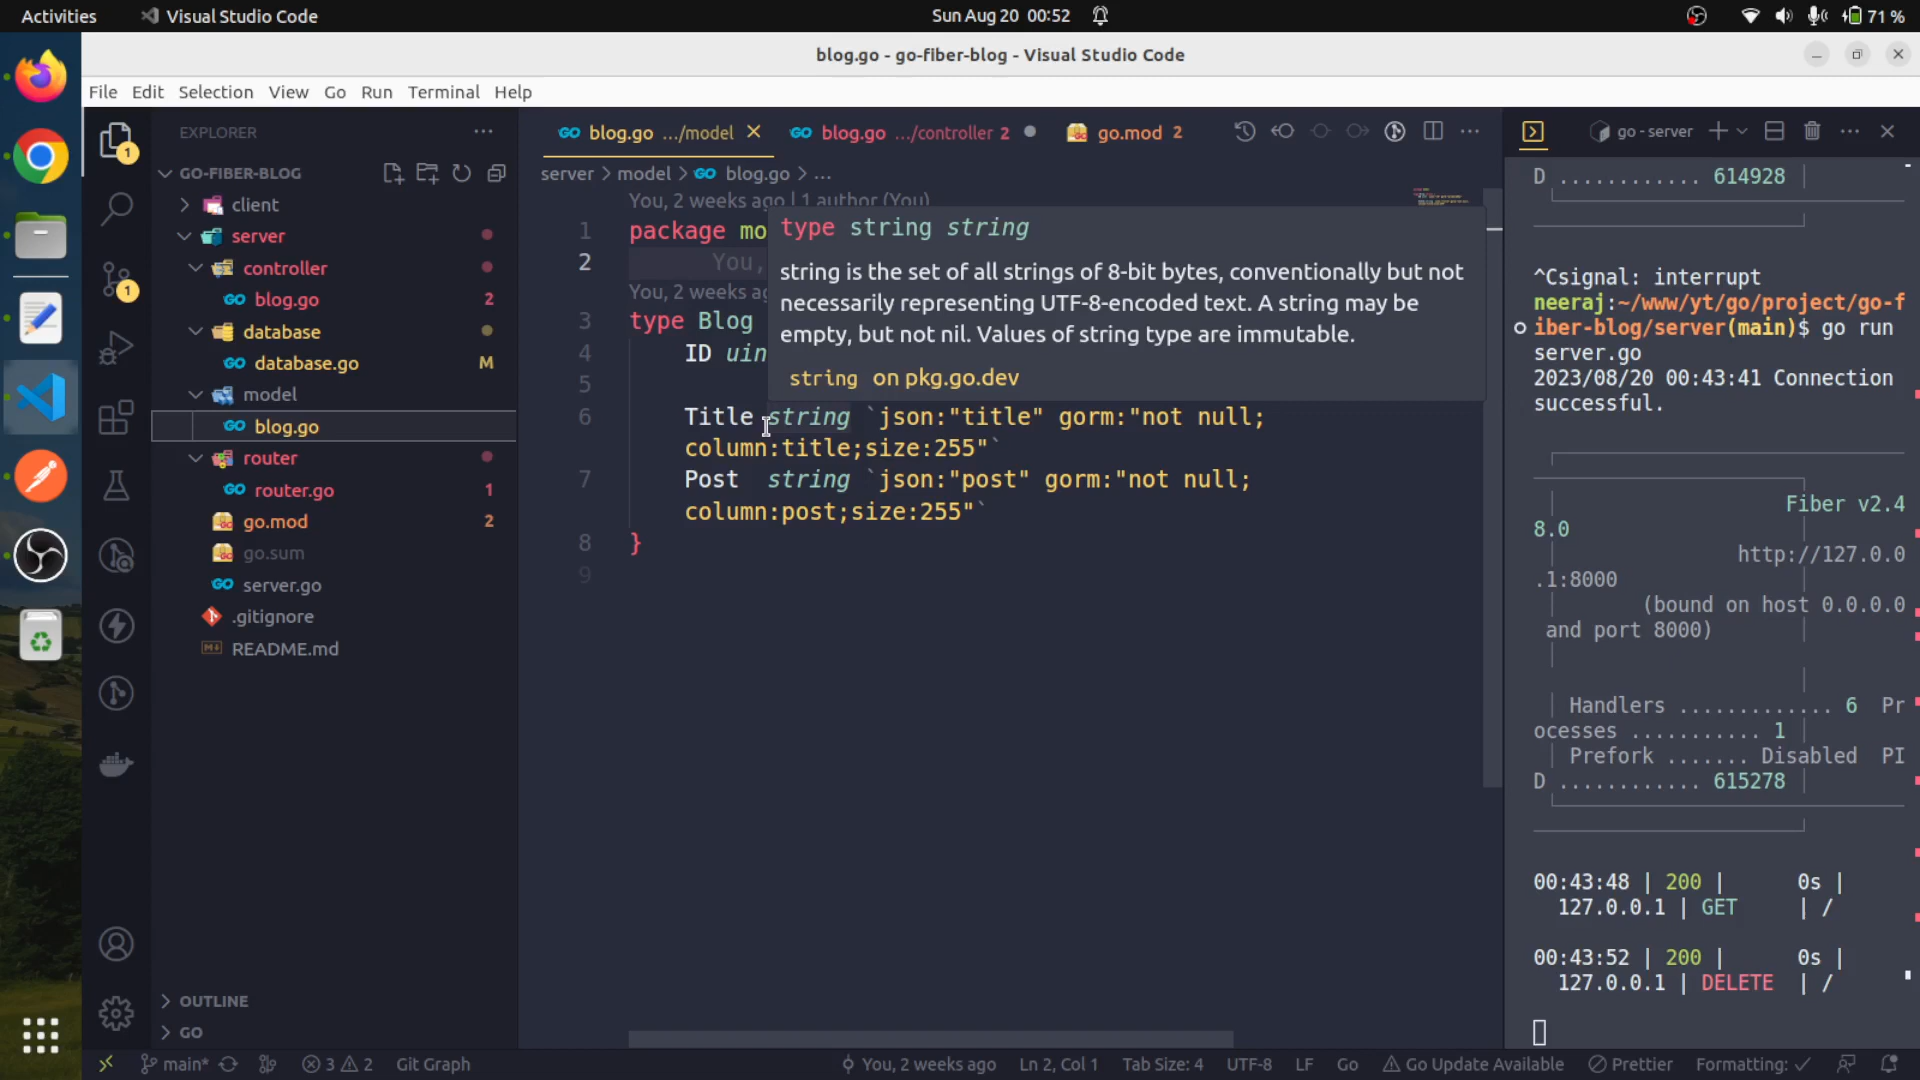 Activities
Visual Studio Code
Sun Aug 20 00:52
71 %
blog.go - go-fiber-blog - Visual Studio Code
File Edit Selection View Go Run Terminal Help
EXPLORER
GO-FIBER-BLOG
client
server
controller
blog.go 2
database
database.go M
model
blog.go
router
router.go 1
go.mod 2
go.sum
server.go
.gitignore
README.md
OUTLINE
GO
1
1
blog.go .../model
blog.go .../controller 2
go.mod 2
server > model > blog.go > ...
You, 2 weeks ago | 1 author (You)
1 package mo
2 You,
You, 2 weeks ag
3 type Blog
4 ID uin
5
6 Title string `json:"title" gorm:"not null;
column:title;size:255"`
7 Post string `json:"post" gorm:"not null;
column:post;size:255"`
8 }
9
type string string
string is the set of all strings of 8-bit bytes, conventionally but not
necessarily representing UTF-8-encoded text. A string may be
empty, but not nil. Values of string type are immutable.
string on pkg.go.dev
go - server
D ............ 614928 │
^Csignal: interrupt
neeraj:~/www/yt/go/project/go-f
iber-blog/server(main)$ go run
server.go
2023/08/20 00:43:41 Connection
successful.
Fiber v2.4
8.0
http://127.0.0
.1:8000
(bound on host 0.0.0.0
and port 8000)
│ Handlers ............. 6 Pr
ocesses ........... 1 │
│ Prefork ....... Disabled PI
D ............ 615278 │
00:43:48 | 200 | 0s |
127.0.0.1 | GET | /
00:43:52 | 200 | 0s |
127.0.0.1 | DELETE | /
main* 3 2 Git Graph
You, 2 weeks ago Ln 2, Col 1 Tab Size: 4 UTF-8 LF Go Go Update Available Prettier Formatting: ✓